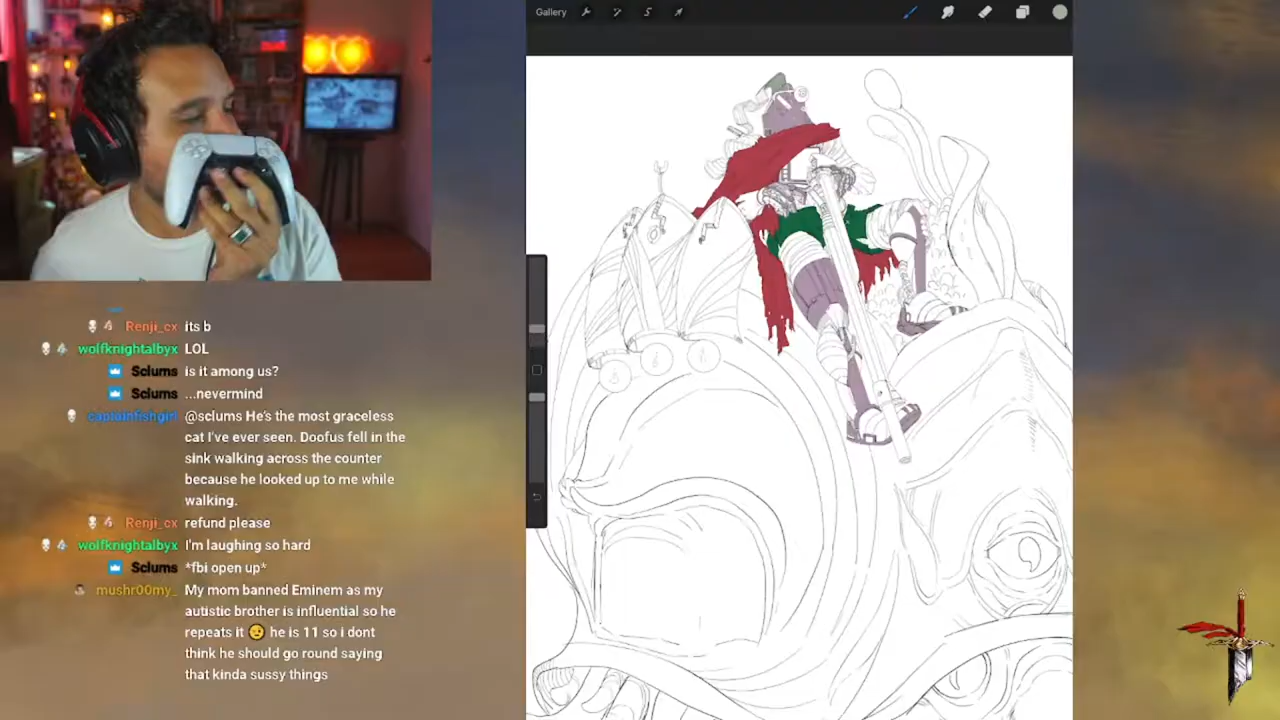 Gallery
Renji_cx its b
wolfknightalbyx LOL
Sclums is it among us?
Sclums ...nevermind
captainfishgirl @sclums He's the most graceless
cat I've ever seen. Doofus fell in the
sink walking across the counter
because he looked up to me while
walking.
Renji_cx refund please
wolfknightalbyx I'm laughing so hard
Sclums *fbi open up*
mushr00my_ My mom banned Eminem as my
autistic brother is influential so he
repeats it 😔 he is 11 so i dont
think he should go round saying
that kinda sussy things